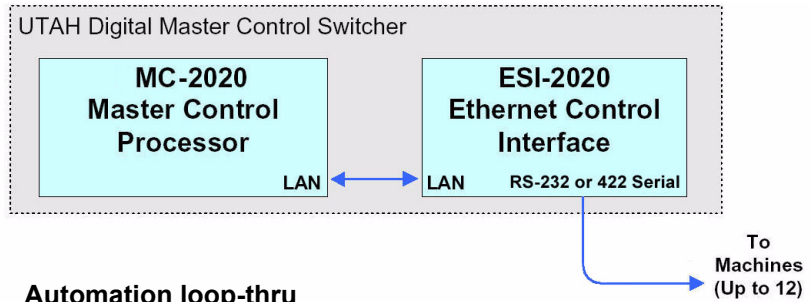 UTAH Digital Master Control Switcher
MC-2020
Master Control
Processor
LAN
ESI-2020
Ethernet Control
Interface
LAN
RS-232 or 422 Serial
To
Machines
(Up to 12)
Automation loop-thru